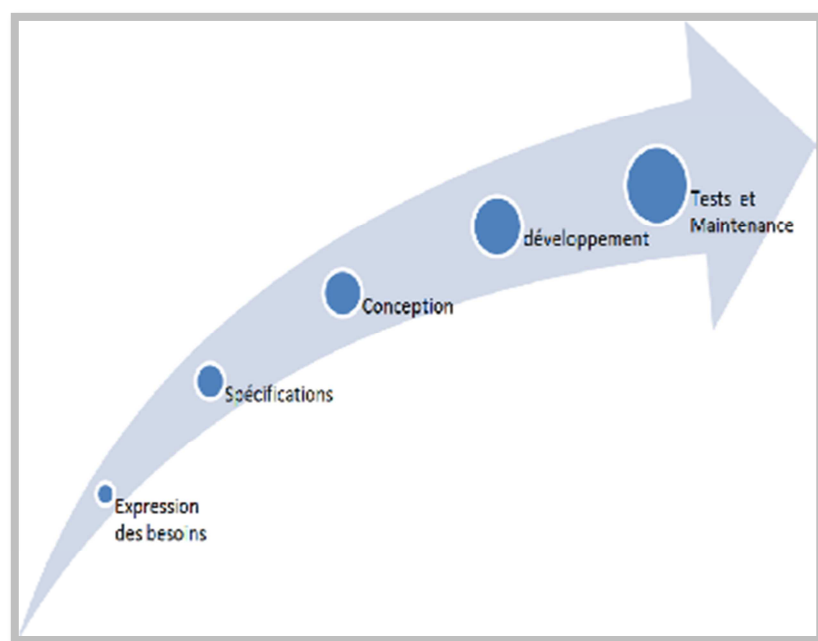 Expression
des besoins
Spécifications
Conception
développement
Tests et
Maintenance